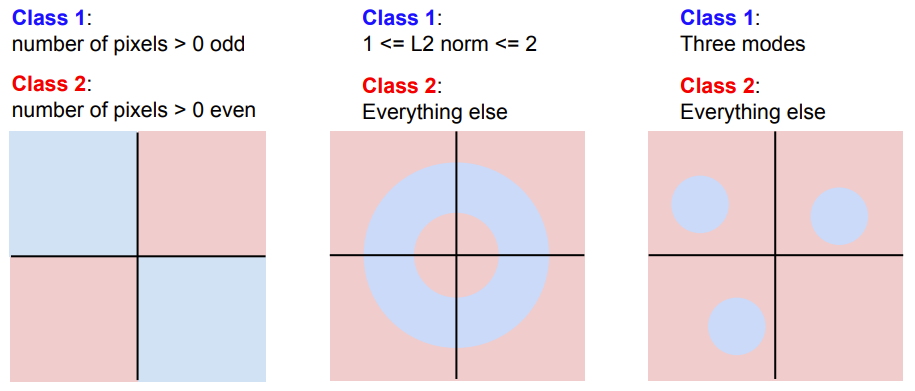 Class 1:
number of pixels > 0 odd
Class 2:
number of pixels > 0 even
Class 1:
1 <= L2 norm <= 2
Class 2:
Everything else
Class 1:
Three modes
Class 2:
Everything else